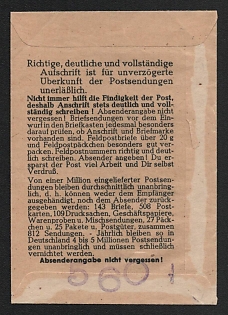 Richtige, deutliche und vollständige
Aufschrift ist für unverzögerte
Überkunft der Postsendungen
unerläßlich.
Nicht immer hilft die Findigkeit der Post,
deshalb Anschrift stets deutlich und voll-
ständig schreiben! Absenderangabe nicht
vergessen! Briefsendungen vor dem Ein-
wurf in den Briefkasten jedesmal besonders
darauf prüfen, ob Anschrift und Briefmarke
vorhanden sind. Feldpostbriefe über 20 g
und Feldpostpäckchen besonders gut ver-
packen. Feldpostnummern richtig und deut-
lich schreiben. Absender angeben! Du er-
sparst der Post viel Arbeit und Dir selbst
Verdruß.
Von einer Million eingelieferter Postsen-
dungen bleiben durchschnittlich unanbring-
lich, d. h. können weder dem Empfänger
ausgehändigt, noch dem Absender zurück-
gegeben werden: 143 Briefe, 508 Post-
karten, 109 Drucksachen, Geschäftspapiere,
Warenproben u. Mischsendungen, 27 Päck-
chen u. 25 Pakete u. Postgüter, zusammen
812 Sendungen. - Jährlich bleiben so in
Deutschland 4 bis 5 Millionen Postsendun-
gen unanbringlich und müssen schließlich
vernichtet werden.
Absenderangabe nicht vergessen!
560